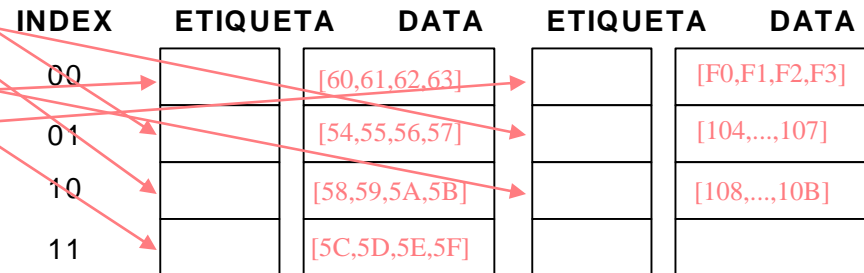 INDEX ETIQUETA DATA ETIQUETA DATA
00 [60,61,62,63] [F0,F1,F2,F3]
01 [54,55,56,57] [104,...,107]
10 [58,59,5A,5B] [108,...,10B]
11 [5C,5D,5E,5F]